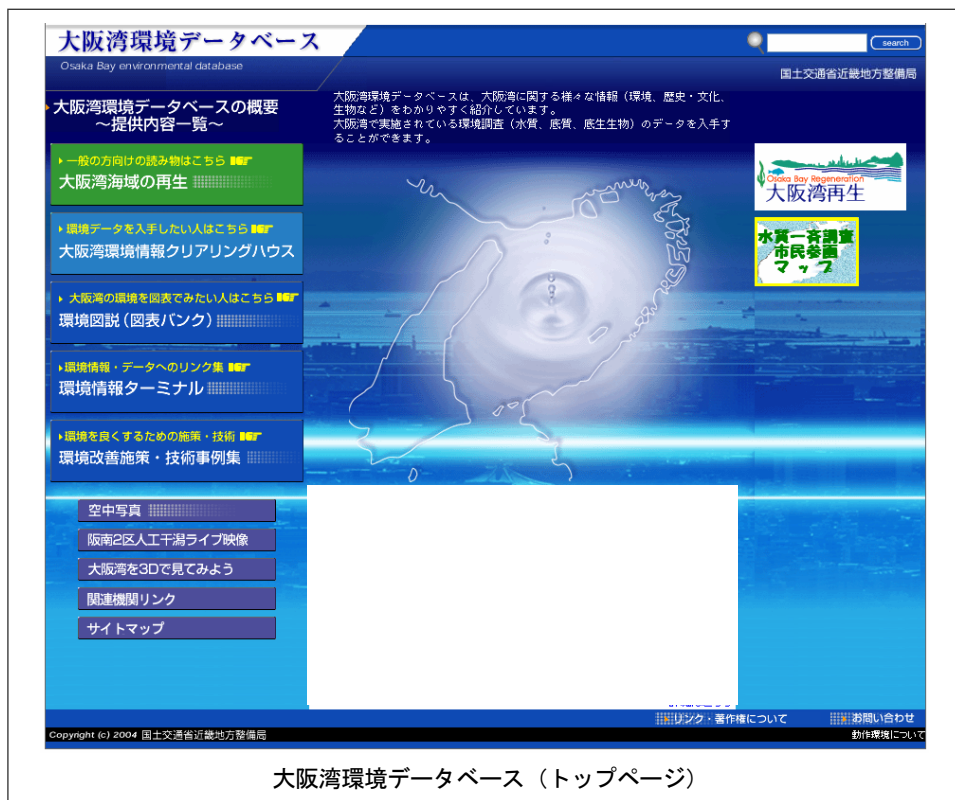 大阪湾環境データベース
Osaka Bay environmental database
search
国土交通省近畿地方整備局
大阪湾環境データベースの概要
～提供内容一覧～
大阪湾環境データベースは、大阪湾に関する様々な情報（環境、歴史・文化、
生物など）をわかりやすく紹介しています。
大阪湾で実施されている環境調査（水質、底質、底生生物）のデータを入手す
ることができます。
一般の方向けの読み物はこちら
大阪湾海域の再生
環境データを入手したい人はこちら
大阪湾環境情報クリアリングハウス
大阪湾の環境を図表でみたい人はこちら
環境図説（図表バンク）
環境情報・データへのリンク集
環境情報ターミナル
環境を良くするための施策・技術
環境改善施策・技術事例集
Osaka Bay Regeneration
大阪湾再生
水質一斉調査
市民参画
マップ
空中写真
阪南2区人工干潟ライブ映像
大阪湾を3Dで見てみよう
関連機関リンク
サイトマップ
リンク・著作権について
お問い合わせ
Copyright (c) 2004 国土交通省近畿地方整備局
動作環境について
大阪湾環境データベース（トップページ）